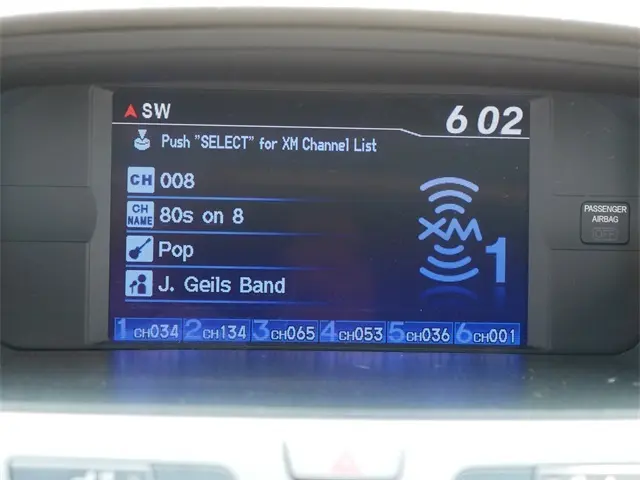 SW
6 02
Push "SELECT" for XM Channel List
CH 008
CH NAME 80s on 8
Pop
J. Geils Band
XM 1
1 CH034 2 CH134 3 CH065 4 CH053 5 CH036 6 CH001
PASSENGER
AIRBAG
OFF